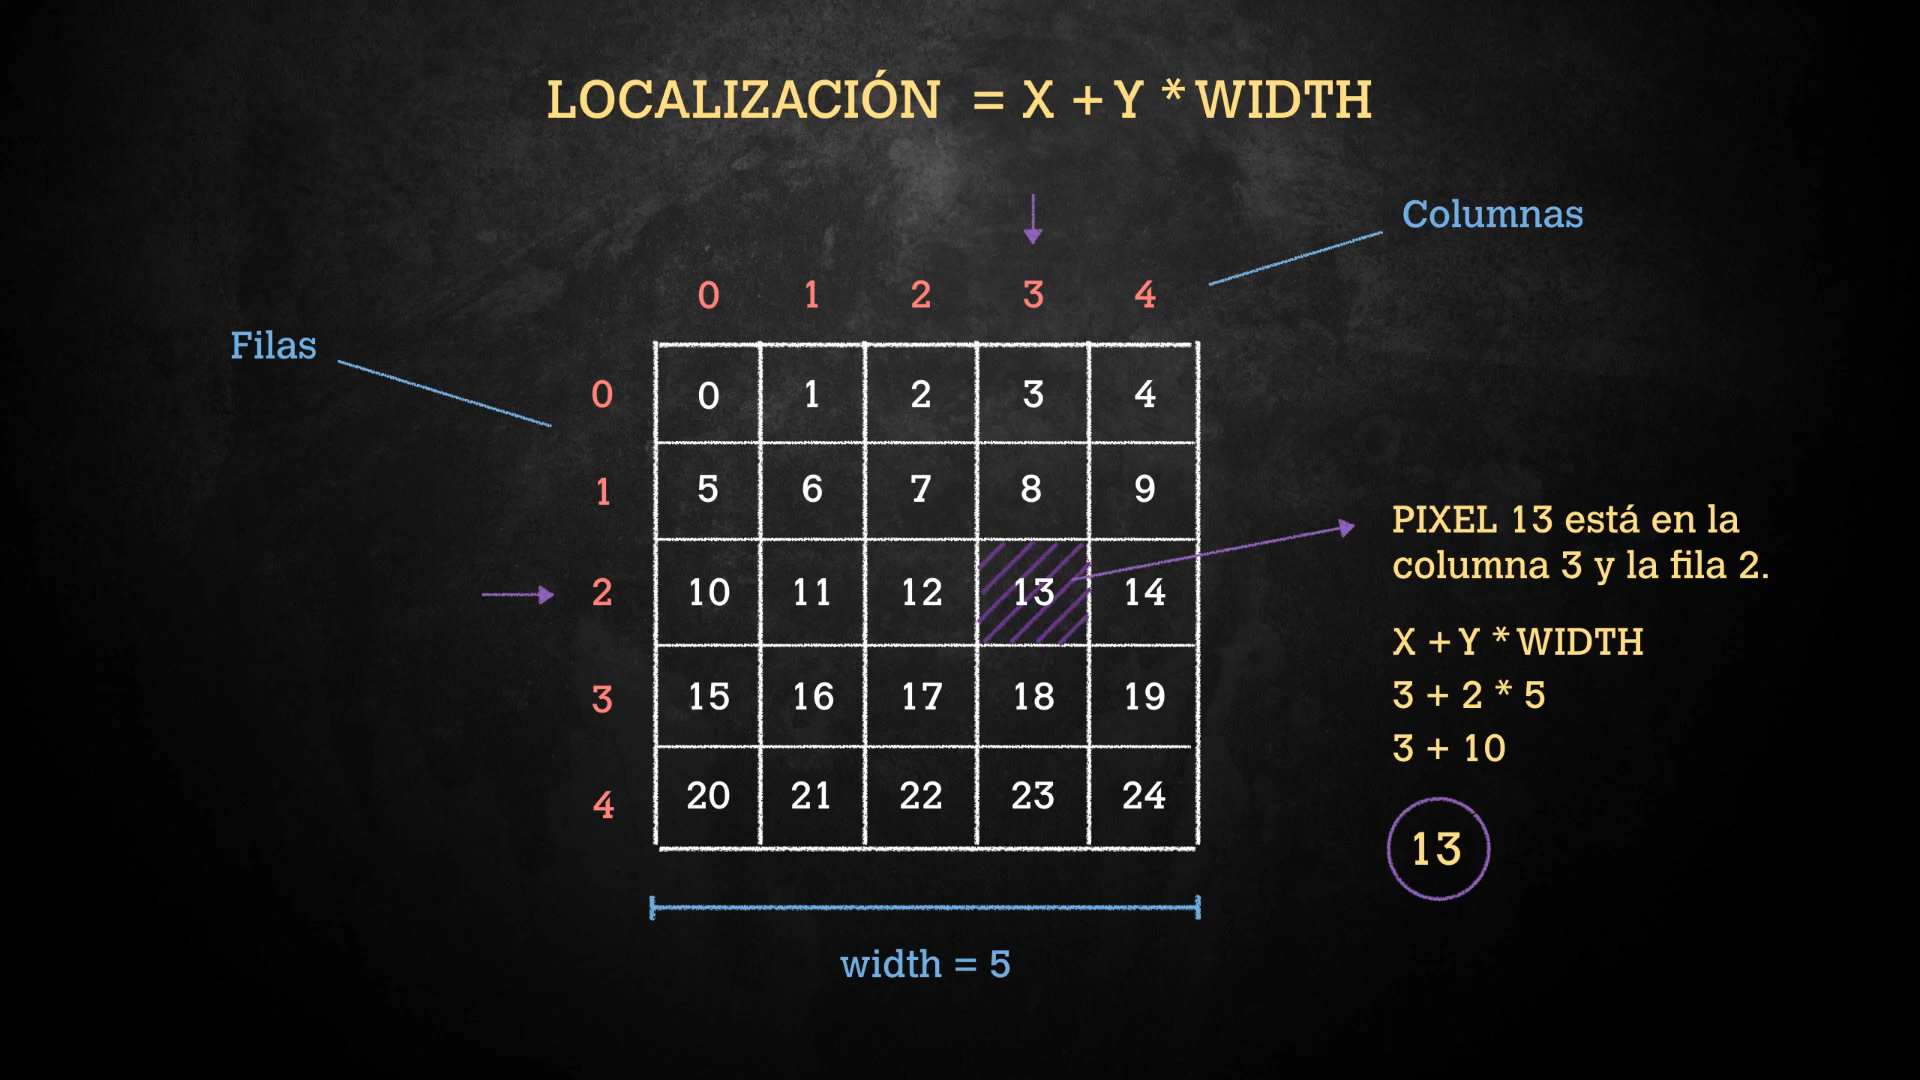 LOCALIZACIÓN = X + Y * WIDTH
Columnas
0 1 2 3 4
Filas
0 0 1 2 3 4
1 5 6 7 8 9
2 10 11 12 13 14
3 15 16 17 18 19
4 20 21 22 23 24
width = 5
PIXEL 13 está en la
columna 3 y la fila 2.
X + Y * WIDTH
3 + 2 * 5
3 + 10
13